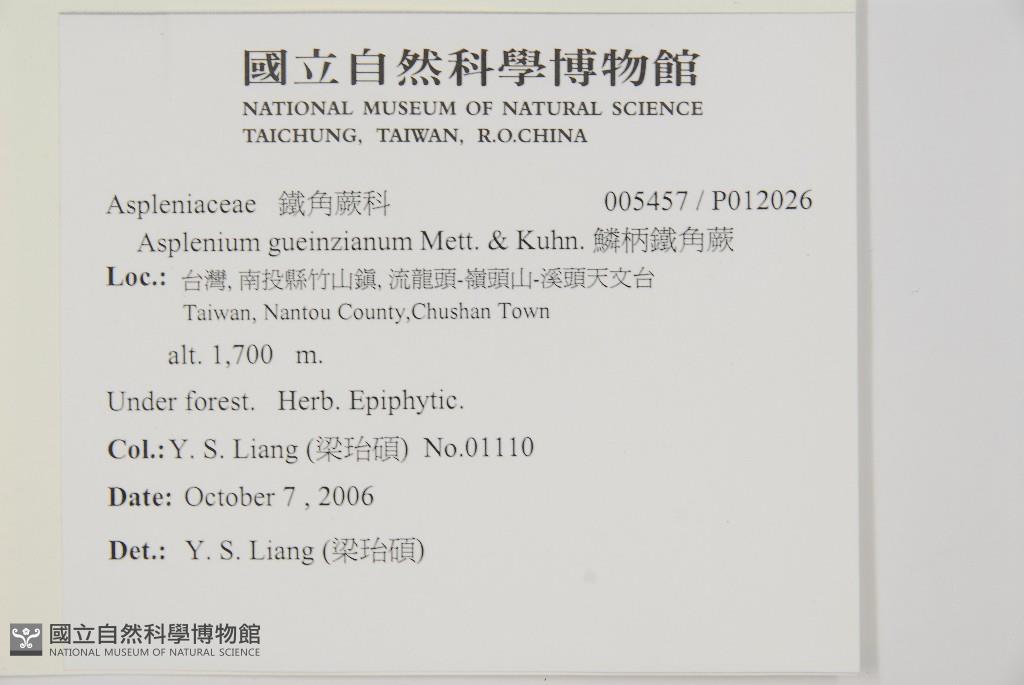 國立自然科學博物館
NATIONAL MUSEUM OF NATURAL SCIENCE
TAICHUNG, TAIWAN, R.O.CHINA
Aspleniaceae 鐵角蕨科 005457 / P012026
Asplenium gueinzianum Mett. & Kuhn. 鱗柄鐵角蕨
Loc.: 台灣, 南投縣竹山鎮, 流龍頭-嶺頭山-溪頭天文台
Taiwan, Nantou County,Chushan Town
alt. 1,700 m.
Under forest. Herb. Epiphytic.
Col.: Y. S. Liang (梁珆碩) No.01110
Date: October 7 , 2006
Det.: Y. S. Liang (梁珆碩)
國立自然科學博物館
NATIONAL MUSEUM OF NATURAL SCIENCE